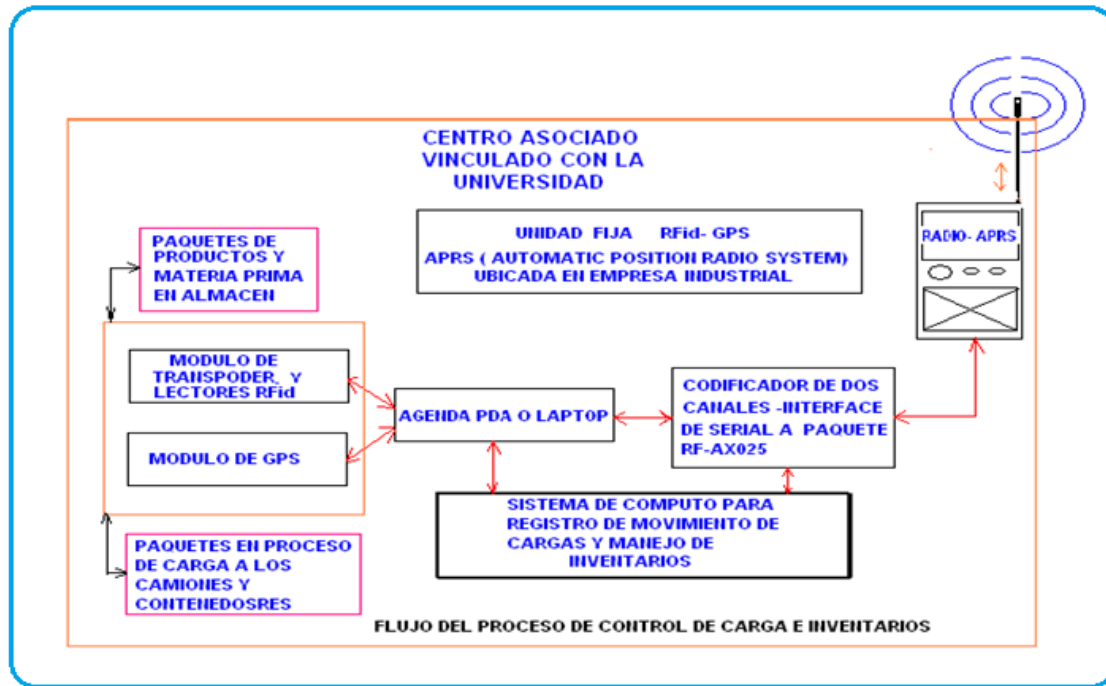 CENTRO ASOCIADO
VINCULADO CON LA
UNIVERSIDAD
UNIDAD FIJA RFid- GPS
APRS ( AUTOMATIC POSITION RADIO SYSTEM)
UBICADA EN EMPRESA INDUSTRIAL
RADIO- APRS
PAQUETES DE
PRODUCTOS Y
MATERIA PRIMA
EN ALMACEN
MODULO DE
TRANSPODER, Y
LECTORES RFid
MODULO DE GPS
AGENDA PDA O LAPTOP
CODIFICADOR DE DOS
CANALES -INTERFACE
DE SERIAL A PAQUETE
RF-AX025
SISTEMA DE COMPUTO PARA
REGISTRO DE MOVIMIENTO DE
CARGAS Y MANEJO DE
INVENTARIOS
PAQUETES EN PROCESO
DE CARGA A LOS
CAMIONES Y
CONTENEDOSRES
FLUJO DEL PROCESO DE CONTROL DE CARGA E INVENTARIOS